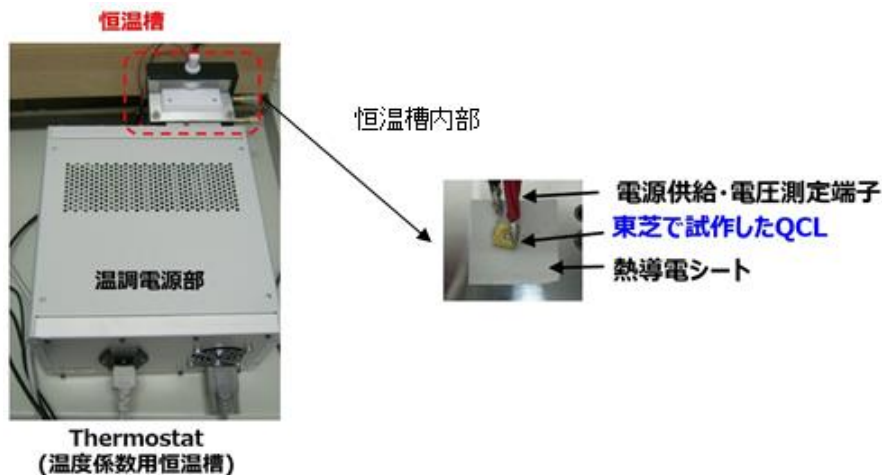 恒温槽
恒温槽内部
電源供給・電圧測定端子
東芝で試作したQCL
熱導電シート
温調電源部
Thermostat
(温度係数用恒温槽)